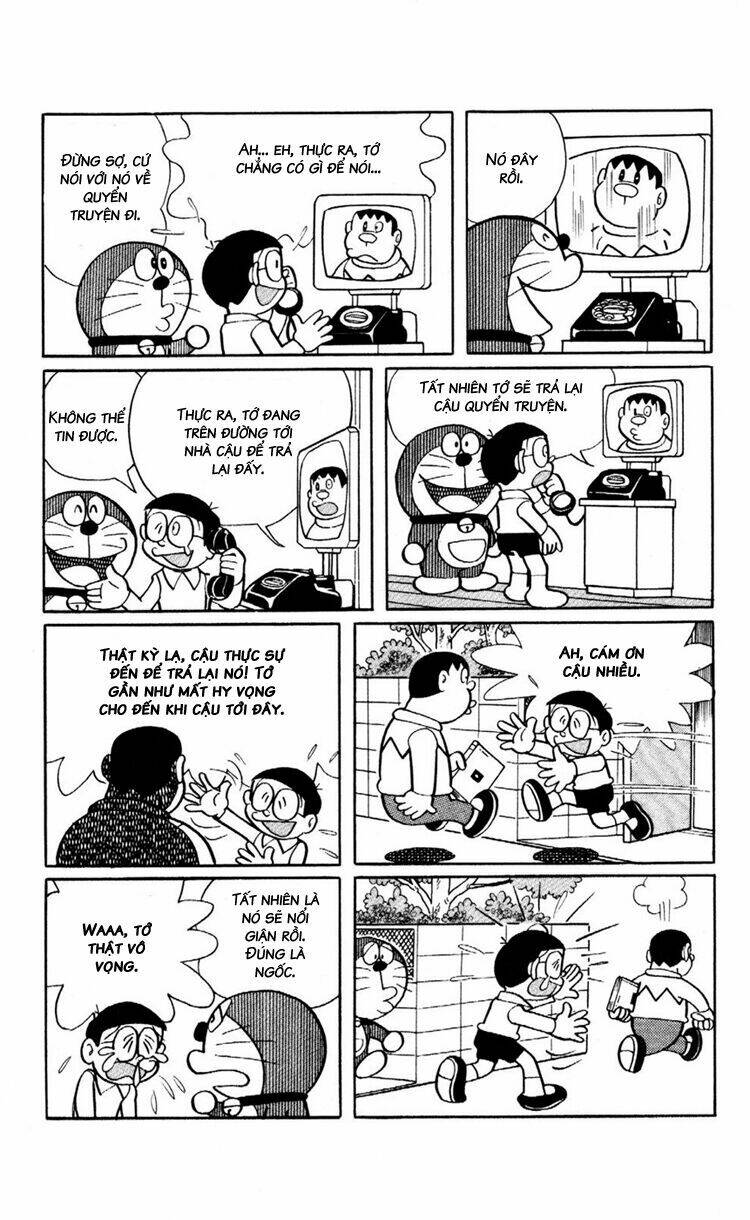 NÓ ĐÂY
RỒI.
AH... EH, THỰC RA, TỚ
CHẲNG CÓ GÌ ĐỂ NÓI...
ĐỪNG SỢ, CỨ
NÓI VỚI NÓ VỀ
QUYỂN
TRUYỆN ĐI.
TẤT NHIÊN TỚ SẼ TRẢ LẠI
CẬU QUYỂN TRUYỆN.
THỰC RA, TỚ ĐANG
TRÊN ĐƯỜNG TỚI
NHÀ CẬU ĐỂ TRẢ
LẠI ĐẤY.
KHÔNG THỂ
TIN ĐƯỢC.
AH, CÁM ƠN
CẬU NHIỀU.
THẬT KỲ LẠ, CẬU THỰC SỰ
ĐẾN ĐỂ TRẢ LẠI NÓ! TỚ
GẦN NHƯ MẤT HY VỌNG
CHO ĐẾN KHI CẬU TỚI ĐÂY.
TẤT NHIÊN LÀ
NÓ SẼ NỔI
GIẬN RỒI.
ĐÚNG LÀ
NGỐC.
WAAA, TỚ
THẬT VÔ
VỌNG.